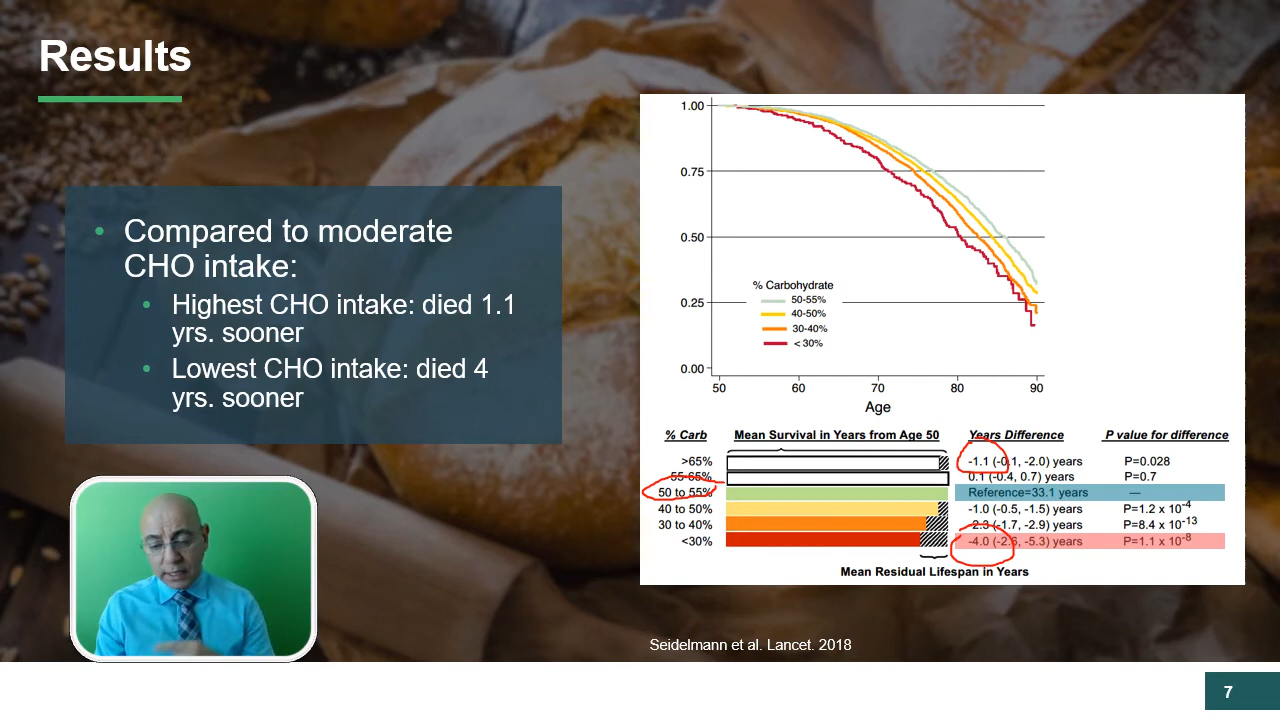 Results
• Compared to moderate
CHO intake:
• Highest CHO intake: died 1.1
yrs. sooner
• Lowest CHO intake: died 4
yrs. sooner
1.00
0.75
0.50
0.25
0.00
% Carbohydrate
50-55%
40-50%
30-40%
< 30%
50 60 70 80 90
Age
% Carb Mean Survival in Years from Age 50 Years Difference P value for difference
>65% -1.1 (-0.1, -2.0) years P=0.028
55-65% 0.1 (-0.4, 0.7) years P=0.7
50 to 55% Reference=33.1 years —
40 to 50% -1.0 (-0.5, -1.5) years P=1.2 x 10⁻⁴
30 to 40% -2.3 (-1.7, -2.9) years P=8.4 x 10⁻¹³
<30% -4.0 (-2.6, -5.3) years P=1.1 x 10⁻⁸
Mean Residual Lifespan in Years
Seidelmann et al. Lancet. 2018
7